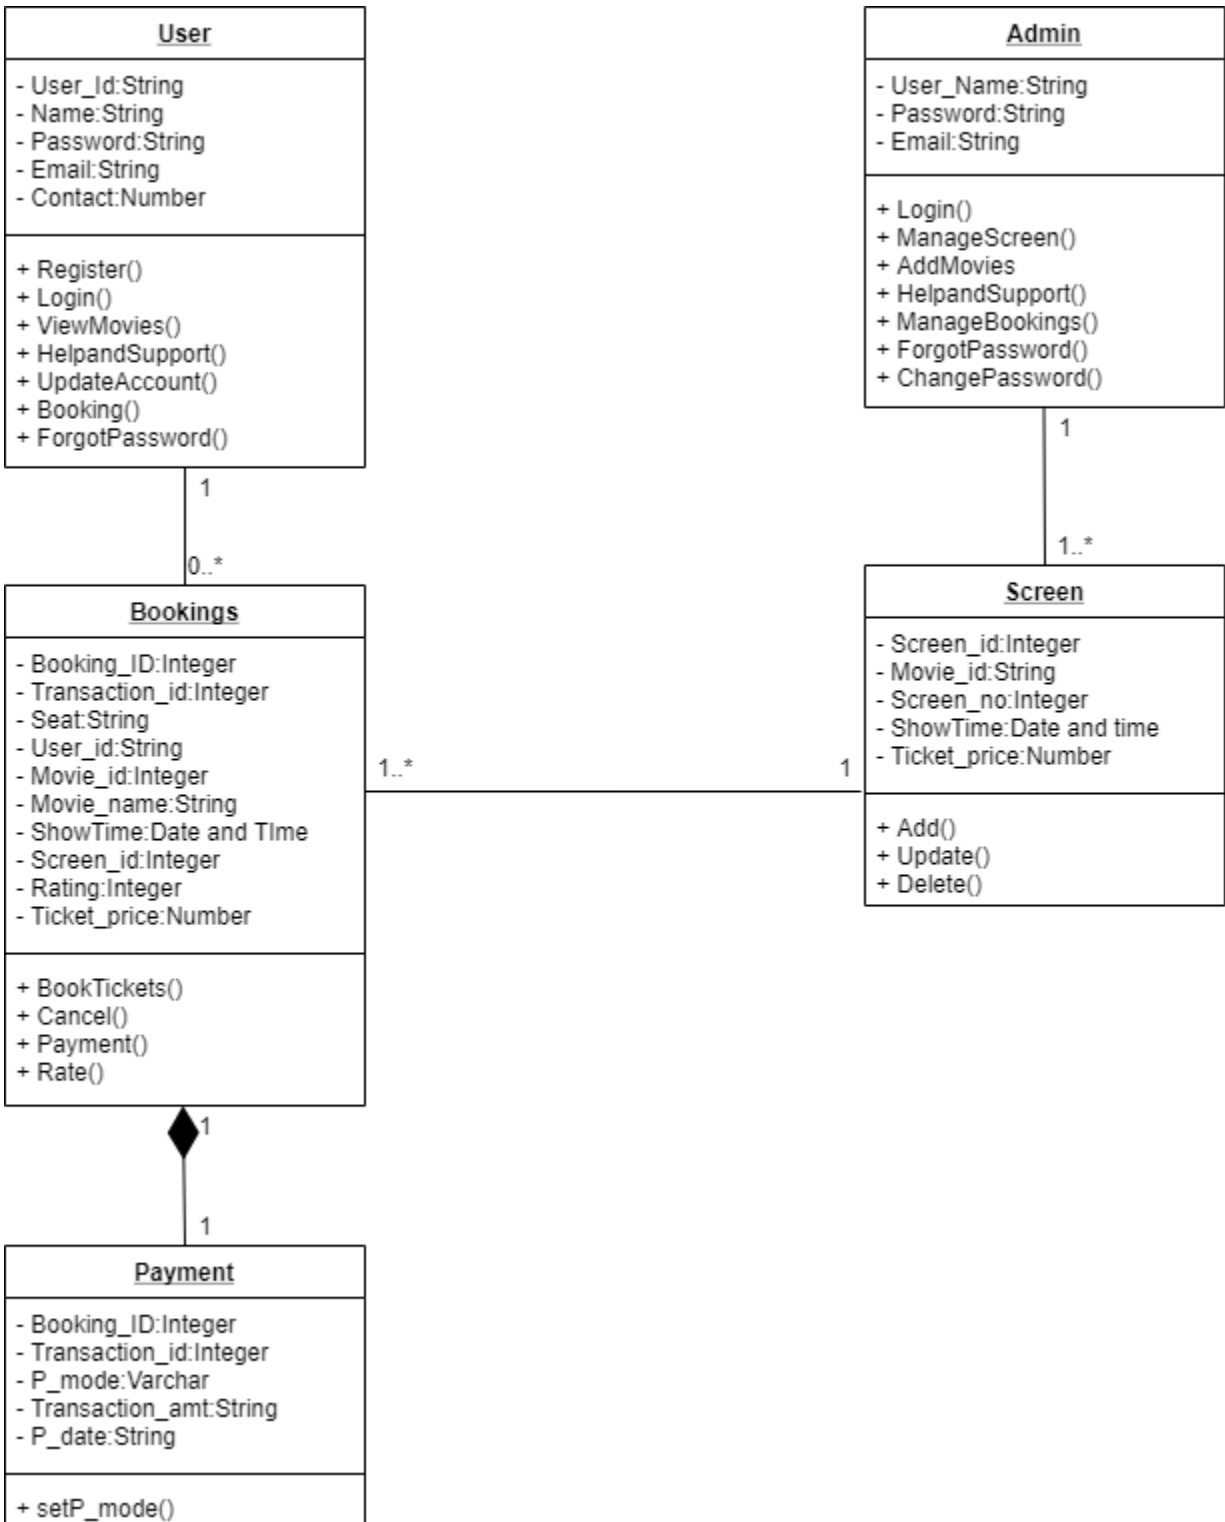 User
- User_Id:String
- Name:String
- Password:String
- Email:String
- Contact:Number
+ Register()
+ Login()
+ ViewMovies()
+ HelpandSupport()
+ UpdateAccount()
+ Booking()
+ ForgotPassword()
1
0..*
Admin
- User_Name:String
- Password:String
- Email:String
+ Login()
+ ManageScreen()
+ AddMovies
+ HelpandSupport()
+ ManageBookings()
+ ForgotPassword()
+ ChangePassword()
1
1..*
Bookings
- Booking_ID:Integer
- Transaction_id:Integer
- Seat:String
- User_id:String
- Movie_id:Integer
- Movie_name:String
- ShowTime:Date and TIme
- Screen_id:Integer
- Rating:Integer
- Ticket_price:Number
+ BookTickets()
+ Cancel()
+ Payment()
+ Rate()
1..*
1
Screen
- Screen_id:Integer
- Movie_id:String
- Screen_no:Integer
- ShowTime:Date and time
- Ticket_price:Number
+ Add()
+ Update()
+ Delete()
1
1
Payment
- Booking_ID:Integer
- Transaction_id:Integer
- P_mode:Varchar
- Transaction_amt:String
- P_date:String
+ setP_mode()